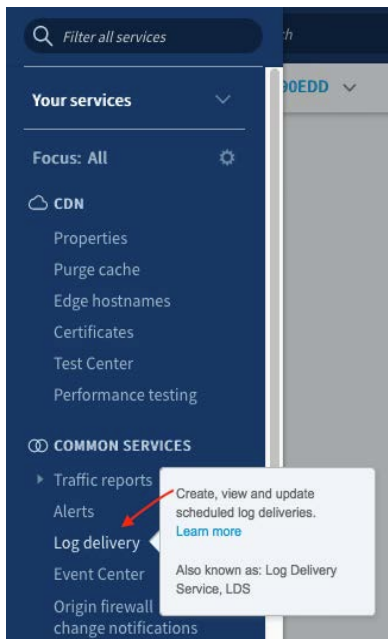 Filter all services
h
90EDD
Your services
Focus: All
CDN
Properties
Purge cache
Edge hostnames
Certificates
Test Center
Performance testing
COMMON SERVICES
Traffic reports
Alerts
Log delivery
Event Center
Origin firewall
change notifications
Create, view and update
scheduled log deliveries.
Learn more
Also known as: Log Delivery
Service, LDS